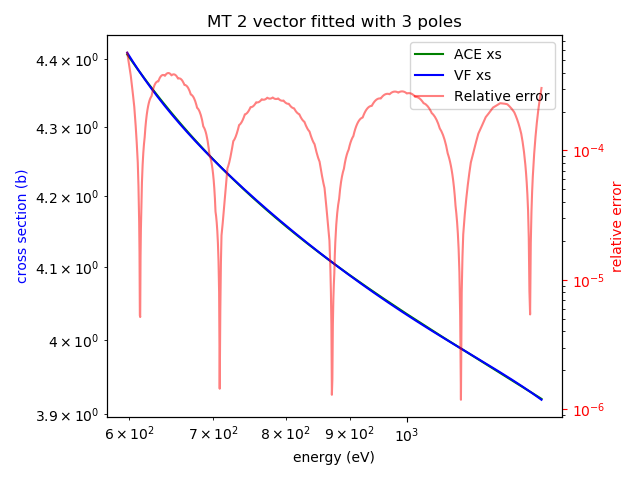 MT 2 vector fitted with 3 poles
ACE xs
VF xs
Relative error
4.4 × 10⁰
4.3 × 10⁰
4.2 × 10⁰
4.1 × 10⁰
4 × 10⁰
3.9 × 10⁰
cross section (b)
10⁻⁴
10⁻⁵
10⁻⁶
relative error
6 × 10²
7 × 10²
8 × 10²
9 × 10²
10³
energy (eV)